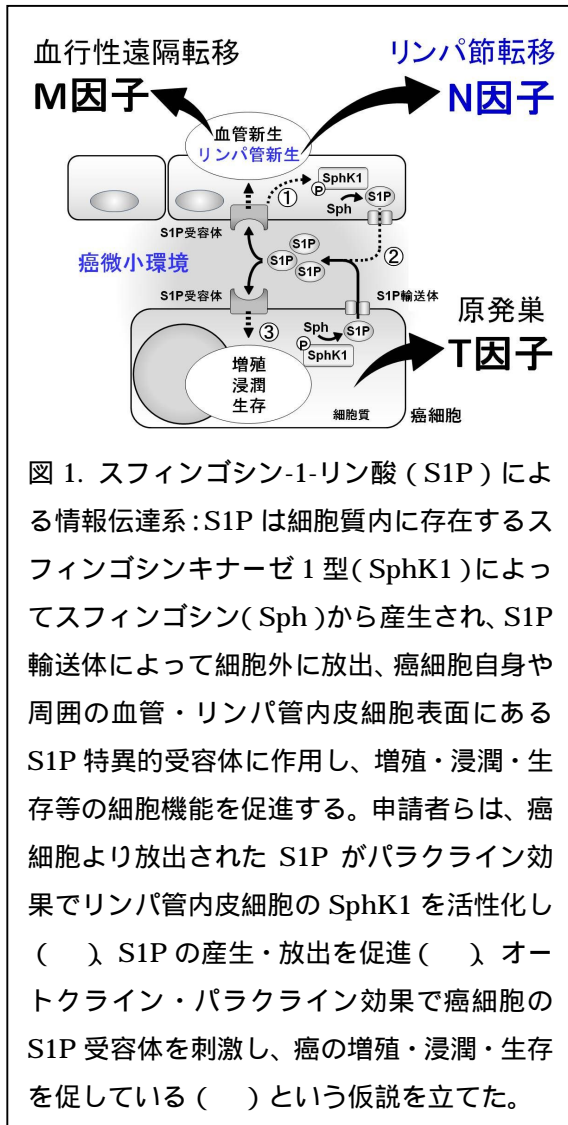 血行性遠隔転移
M因子
リンパ節転移
N因子
血管新生
リンパ管新生
①
SphK1
P
Sph
S1P
S1P受容体
②
癌微小環境
S1P
S1P
S1P
S1P受容体
S1P輸送体
③
Sph
S1P
P
SphK1
原発巣
T因子
増殖
浸潤
生存
細胞質
癌細胞
図 1. スフィンゴシン-1-リン酸（S1P）によ
る情報伝達系：S1P は細胞質内に存在するス
フィンゴシンキナーゼ 1 型（SphK1）によっ
てスフィンゴシン（Sph）から産生され、S1P
輸送体によって細胞外に放出、癌細胞自身や
周囲の血管・リンパ管内皮細胞表面にある
S1P 特異的受容体に作用し、増殖・浸潤・生
存等の細胞機能を促進する。申請者らは、癌
細胞より放出された S1P がパラクライン効
果でリンパ管内皮細胞の SphK1 を活性化し
（　）、S1P の産生・放出を促進（　）、オー
トクライン・パラクライン効果で癌細胞の
S1P 受容体を刺激し、癌の増殖・浸潤・生存
を促している（　）という仮説を立てた。